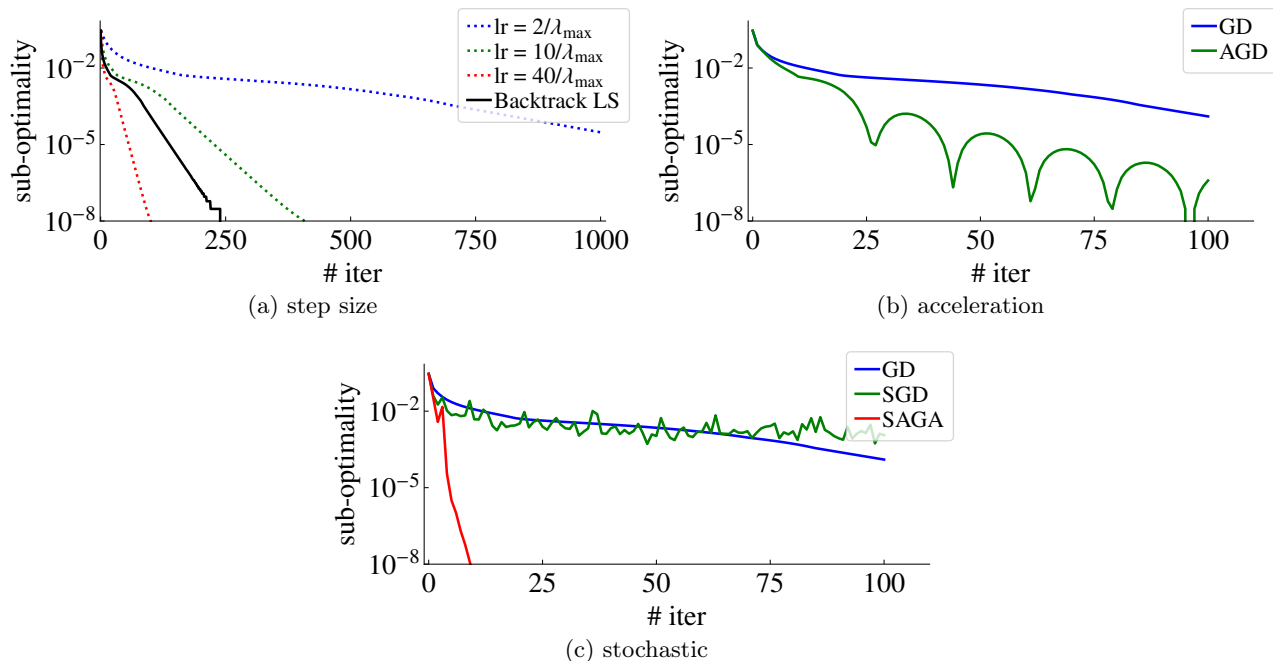 sub-optimality
10⁻²
10⁻⁵
10⁻⁸
0
250
500
750
1000
# iter
lr = 2/λmax
lr = 10/λmax
lr = 40/λmax
Backtrack LS
(a) step size
sub-optimality
10⁻²
10⁻⁵
10⁻⁸
0
25
50
75
100
# iter
GD
AGD
(b) acceleration
sub-optimality
10⁻²
10⁻⁵
10⁻⁸
0
25
50
75
100
# iter
GD
SGD
SAGA
(c) stochastic